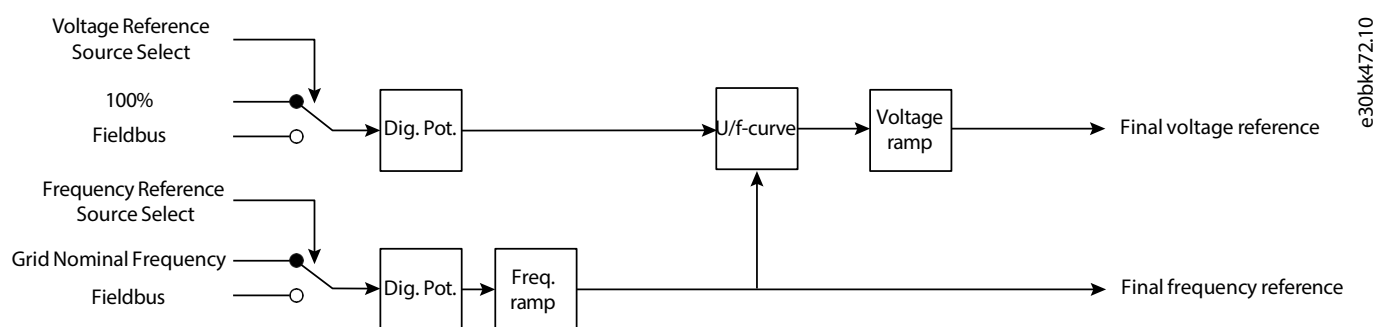 Voltage Reference
Source Select
100%
Fieldbus
Dig. Pot.
U/f-curve
Voltage
ramp
Final voltage reference
Frequency Reference
Source Select
Grid Nominal Frequency
Fieldbus
Dig. Pot.
Freq.
ramp
Final frequency reference
e30bk472.10